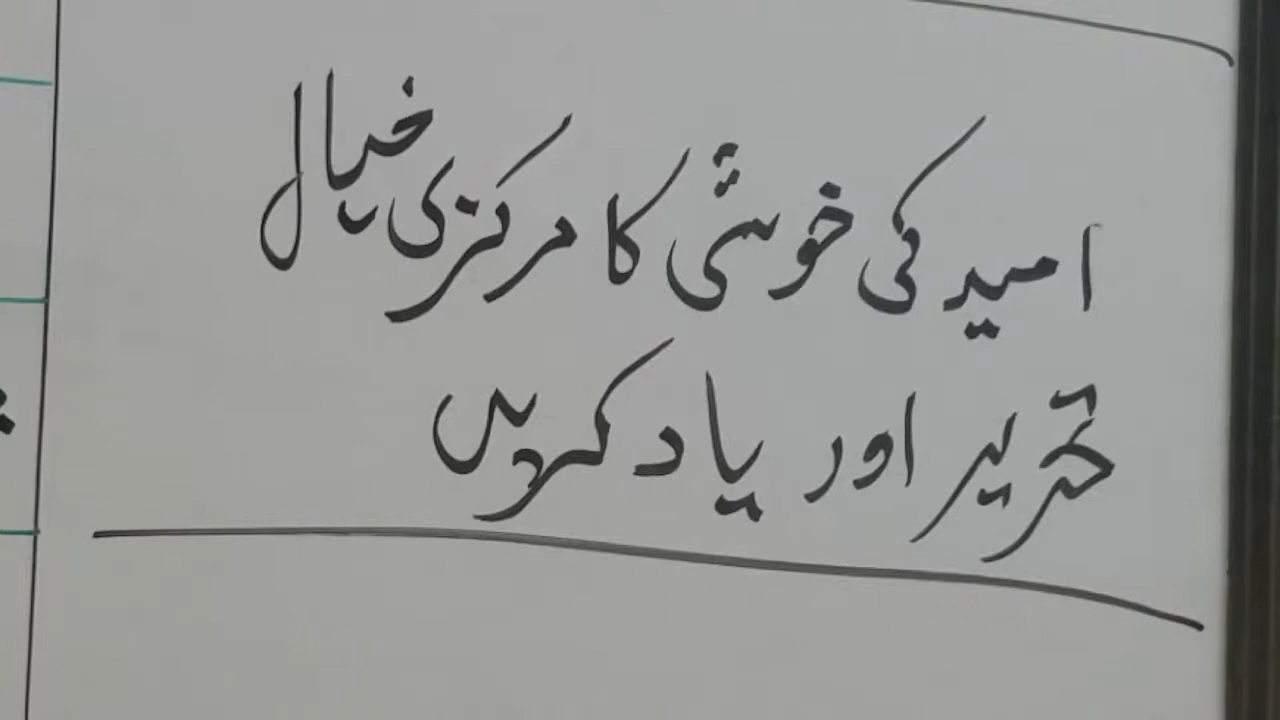 امید کی خوشی کا مرکزی خیال
تحریر اور یاد کریں